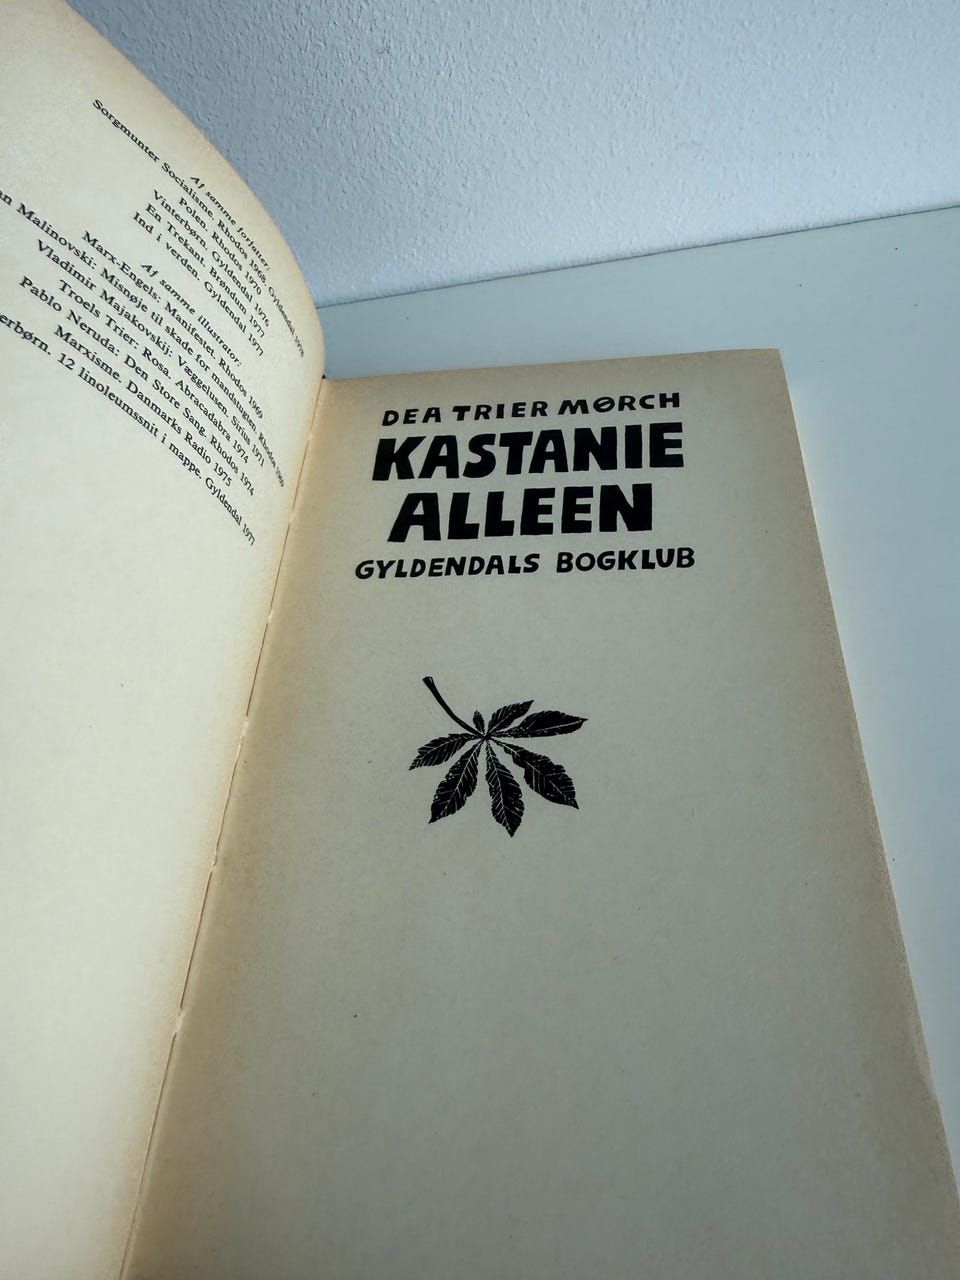 Af samme forfatter:
Sorgmunter Socialisme. Rhodos 1968, Gyldendal 1978
Polen. Rhodos 1970
Vinterbørn. Gyldendal 1976
En Trekant. Brøndum 1977
Ind i verden. Gyldendal 1977
Af samme illustrator:
Marx-Engels: Manifestet. Rhodos 1969
Malinovski: Misnøje til skade for mandstugten. Rhodos 1969
Vladimir Majakovskij: Væggelusen. Sirius 1971
Troels Trier: Rosa. Abracadabra 1974
Pablo Neruda: Den Store Sang. Rhodos 1974
Marxisme. Danmarks Radio 1975
12 linoleumssnit i mappe. Gyldendal 1977
DEA TRIER MØRCH
KASTANIE
ALLEEN
GYLDENDALS BOGKLUB